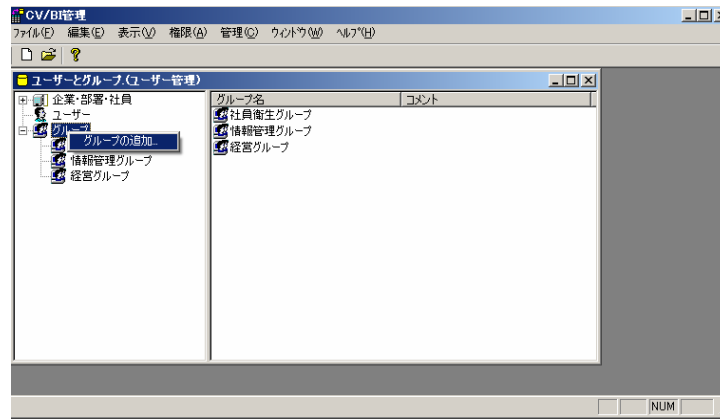 CV/BI管理
ファイル(F) 編集(E) 表示(V) 権限(A) 管理(C) ウィンドウ(W) ヘルプ(H)
ユーザーとグループ.(ユーザー管理)
企業・部署・社員
ユーザー
グループ
グループの追加...
情報管理グループ
経営グループ
グループ名 コメント
社員衛生グループ
情報管理グループ
経営グループ
NUM